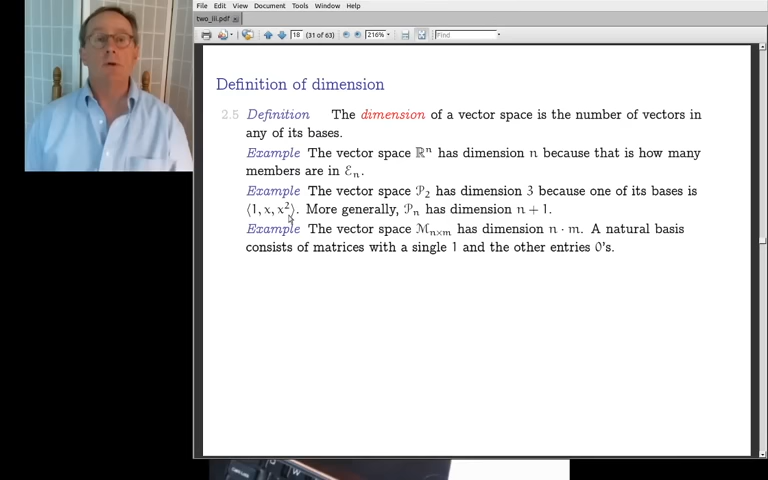 File Edit View Document Tools Window Help
two_iii.pdf
18 (31 of 63) 216% Find
Definition of dimension
2.5 Definition The dimension of a vector space is the number of vectors in
any of its bases.
Example The vector space ℝⁿ has dimension n because that is how many
members are in ℰₙ.
Example The vector space 𝒫₂ has dimension 3 because one of its bases is
⟨1, x, x²⟩. More generally, 𝒫ₙ has dimension n + 1.
Example The vector space ℳₙₓₘ has dimension n · m. A natural basis
consists of matrices with a single 1 and the other entries 0's.